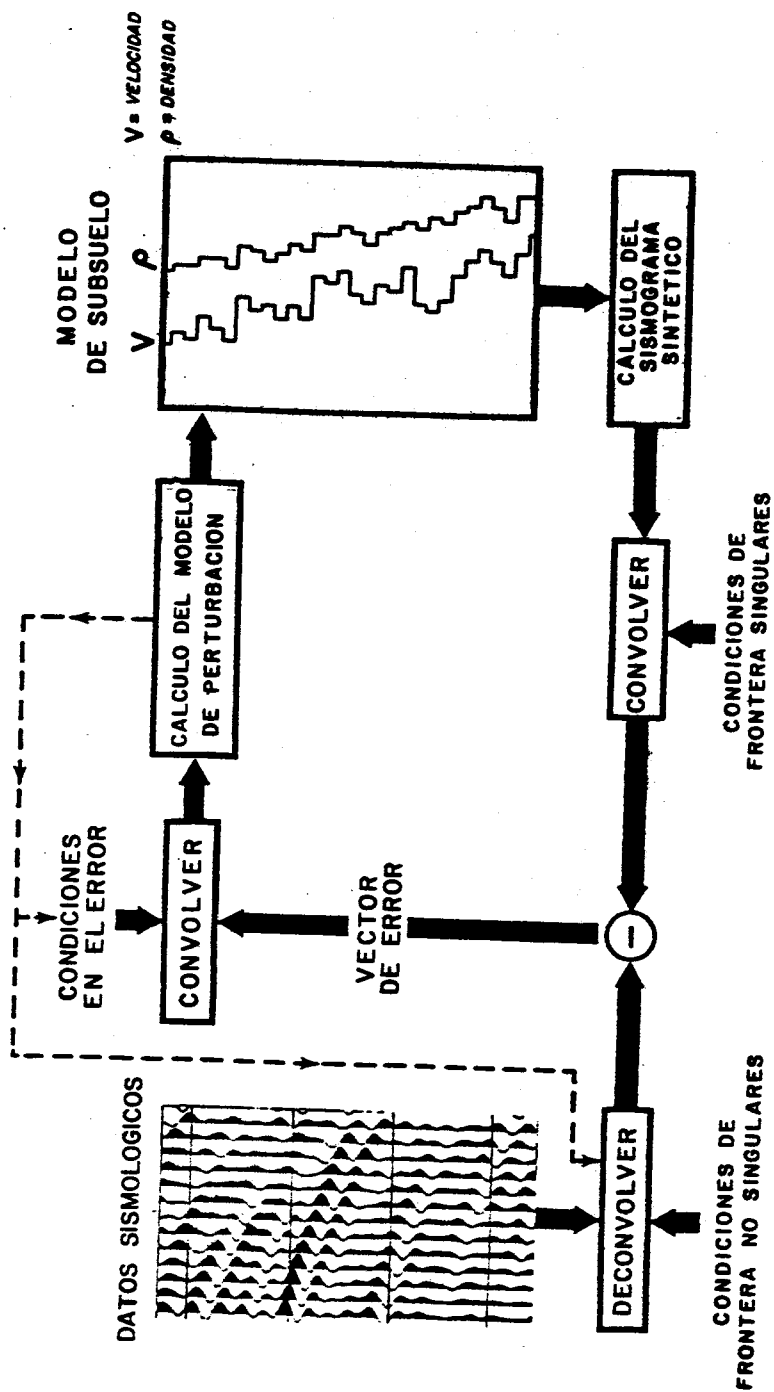 DATOS SISMOLOGICOS
CONDICIONES
EN EL ERROR
CONVOLVER
CALCULO DEL MODELO
DE PERTURBACION
MODELO
DE SUBSUELO
V
ρ
V = VELOCIDAD
ρ = DENSIDAD
VECTOR
DE ERROR
DECONVOLVER
CONDICIONES DE
FRONTERA NO SINGULARES
−
CONVOLVER
CONDICIONES DE
FRONTERA SINGULARES
CALCULO DEL
SISMOGRAMA
SINTETICO